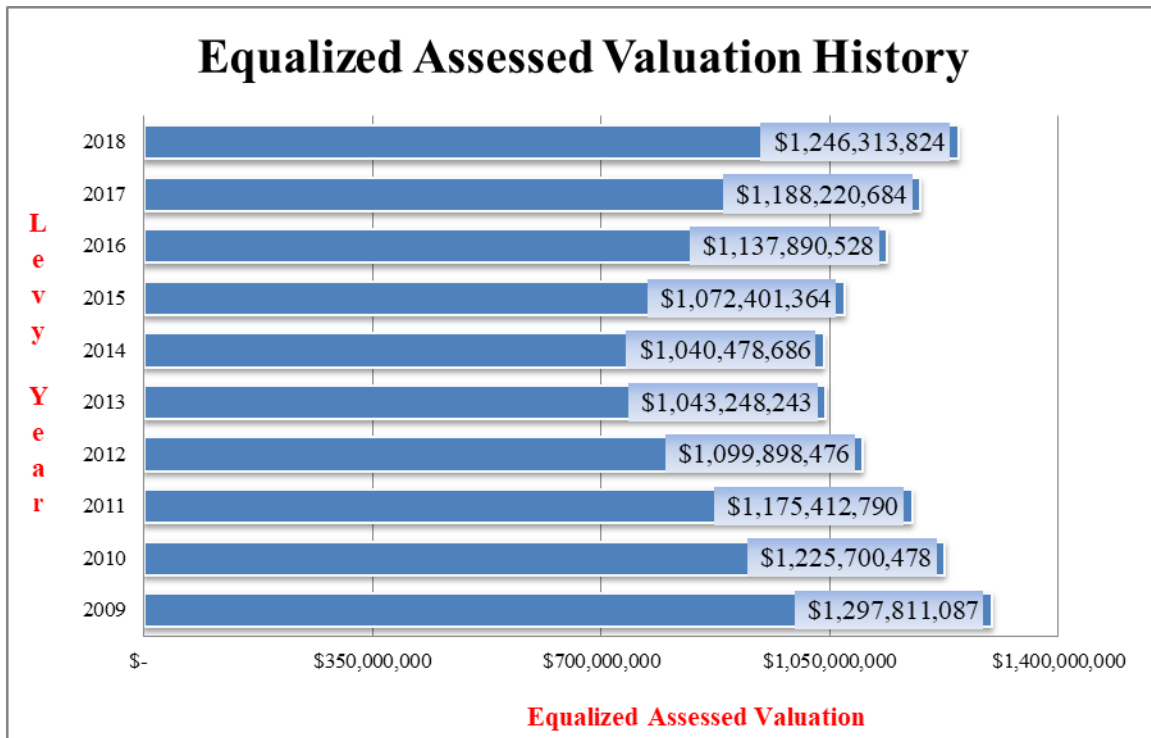 Equalized Assessed Valuation History
Levy Year
2018 $1,246,313,824
2017 $1,188,220,684
2016 $1,137,890,528
2015 $1,072,401,364
2014 $1,040,478,686
2013 $1,043,248,243
2012 $1,099,898,476
2011 $1,175,412,790
2010 $1,225,700,478
2009 $1,297,811,087
$- $350,000,000 $700,000,000 $1,050,000,000 $1,400,000,000
Equalized Assessed Valuation